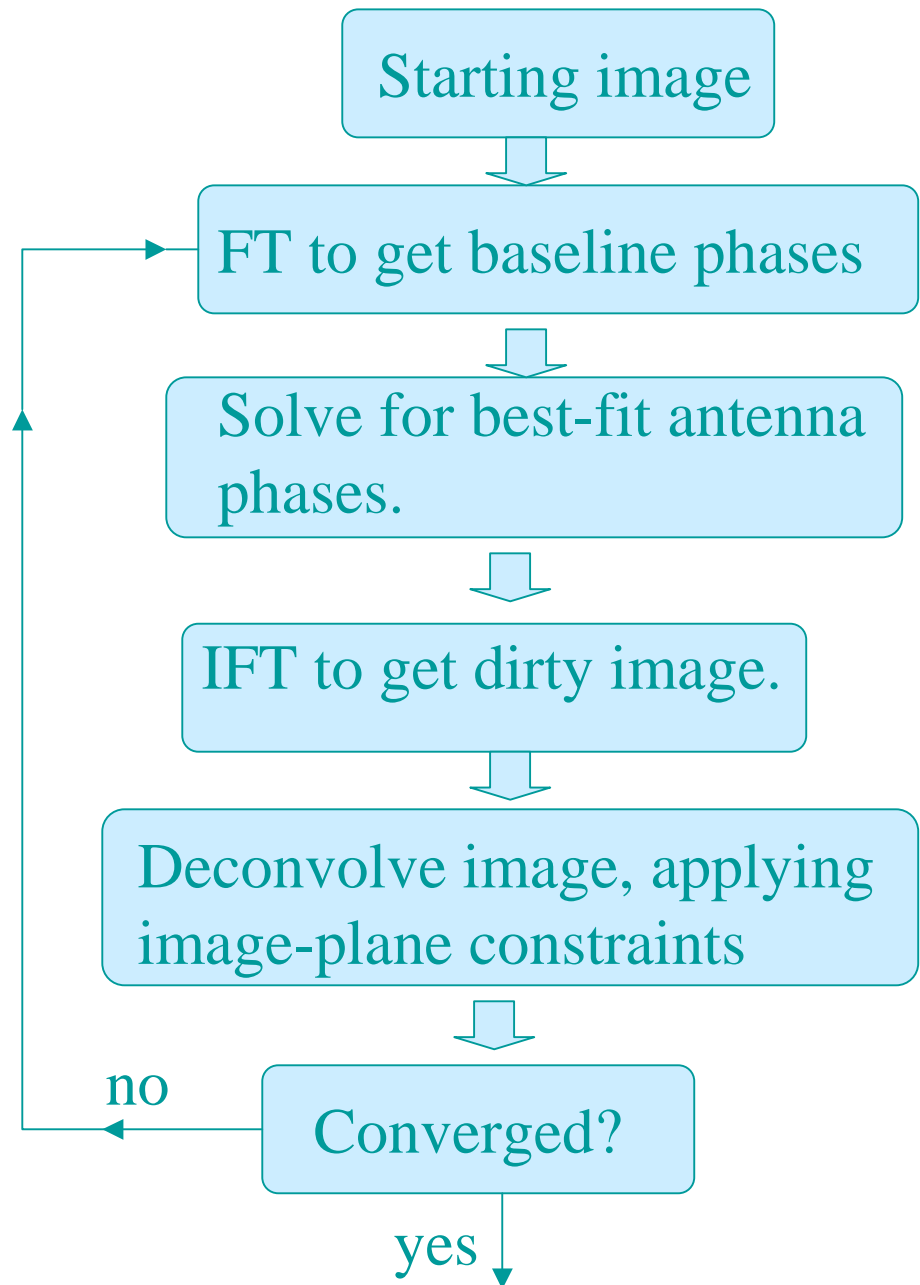 Starting image
FT to get baseline phases
Solve for best-fit antenna
phases.
IFT to get dirty image.
Deconvolve image, applying
image-plane constraints
no
Converged?
yes